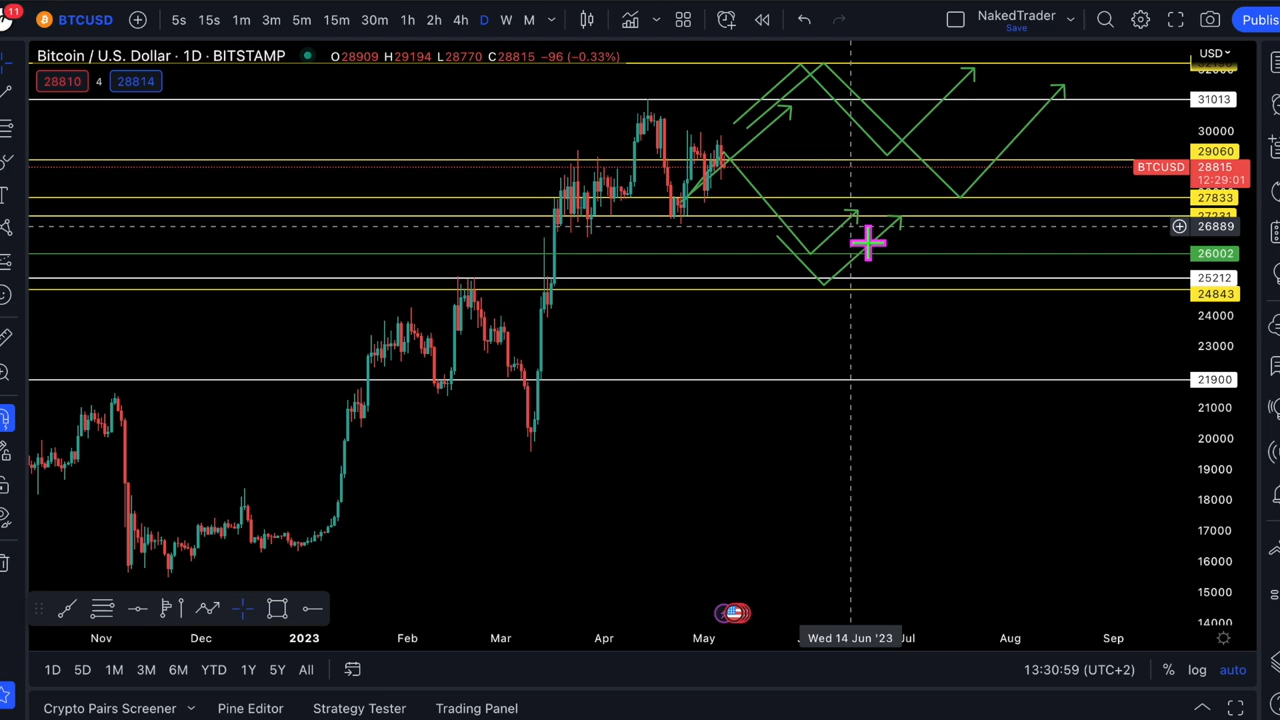 11
BTCUSD
5s 15s 1m 3m 5m 15m 30m 1h 2h 4h D W M
NakedTrader
Save
Publis
Bitcoin / U.S. Dollar · 1D · BITSTAMP
O28909 H29194 L28770 C28815 −96 (−0.33%)
USD
28810 4 28814
31013
30000
29060
BTCUSD 28815
12:29:01
27833
26889
26002
25212
24843
24000
23000
21900
21000
20000
19000
18000
17000
16000
15000
14000
Nov Dec 2023 Feb Mar Apr May Wed 14 Jun '23 Jul Aug Sep
1D 5D 1M 3M 6M YTD 1Y 5Y All
13:30:59 (UTC+2) % log auto
Crypto Pairs Screener Pine Editor Strategy Tester Trading Panel